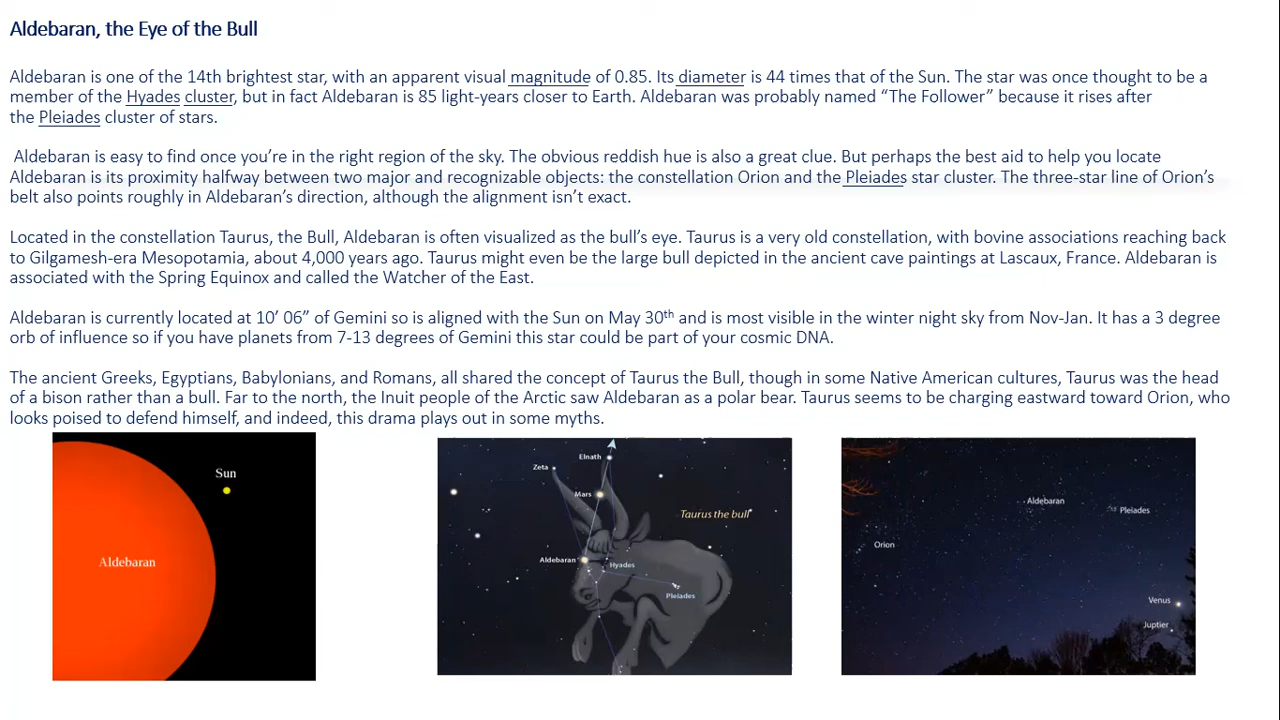 Aldebaran, the Eye of the Bull
Aldebaran is one of the 14th brightest star, with an apparent visual magnitude of 0.85. Its diameter is 44 times that of the Sun. The star was once thought to be a
member of the Hyades cluster, but in fact Aldebaran is 85 light-years closer to Earth. Aldebaran was probably named “The Follower” because it rises after
the Pleiades cluster of stars.
Aldebaran is easy to find once you’re in the right region of the sky. The obvious reddish hue is also a great clue. But perhaps the best aid to help you locate
Aldebaran is its proximity halfway between two major and recognizable objects: the constellation Orion and the Pleiades star cluster. The three-star line of Orion’s
belt also points roughly in Aldebaran’s direction, although the alignment isn’t exact.
Located in the constellation Taurus, the Bull, Aldebaran is often visualized as the bull’s eye. Taurus is a very old constellation, with bovine associations reaching back
to Gilgamesh-era Mesopotamia, about 4,000 years ago. Taurus might even be the large bull depicted in the ancient cave paintings at Lascaux, France. Aldebaran is
associated with the Spring Equinox and called the Watcher of the East.
Aldebaran is currently located at 10’ 06” of Gemini so is aligned with the Sun on May 30th and is most visible in the winter night sky from Nov-Jan. It has a 3 degree
orb of influence so if you have planets from 7-13 degrees of Gemini this star could be part of your cosmic DNA.
The ancient Greeks, Egyptians, Babylonians, and Romans, all shared the concept of Taurus the Bull, though in some Native American cultures, Taurus was the head
of a bison rather than a bull. Far to the north, the Inuit people of the Arctic saw Aldebaran as a polar bear. Taurus seems to be charging eastward toward Orion, who
looks poised to defend himself, and indeed, this drama plays out in some myths.
Sun
Aldebaran
Elnath
Zeta
Mars
Taurus the bull
Aldebaran
Hyades
Pleiades
Aldebaran
Pleiades
Orion
Venus
Juptier